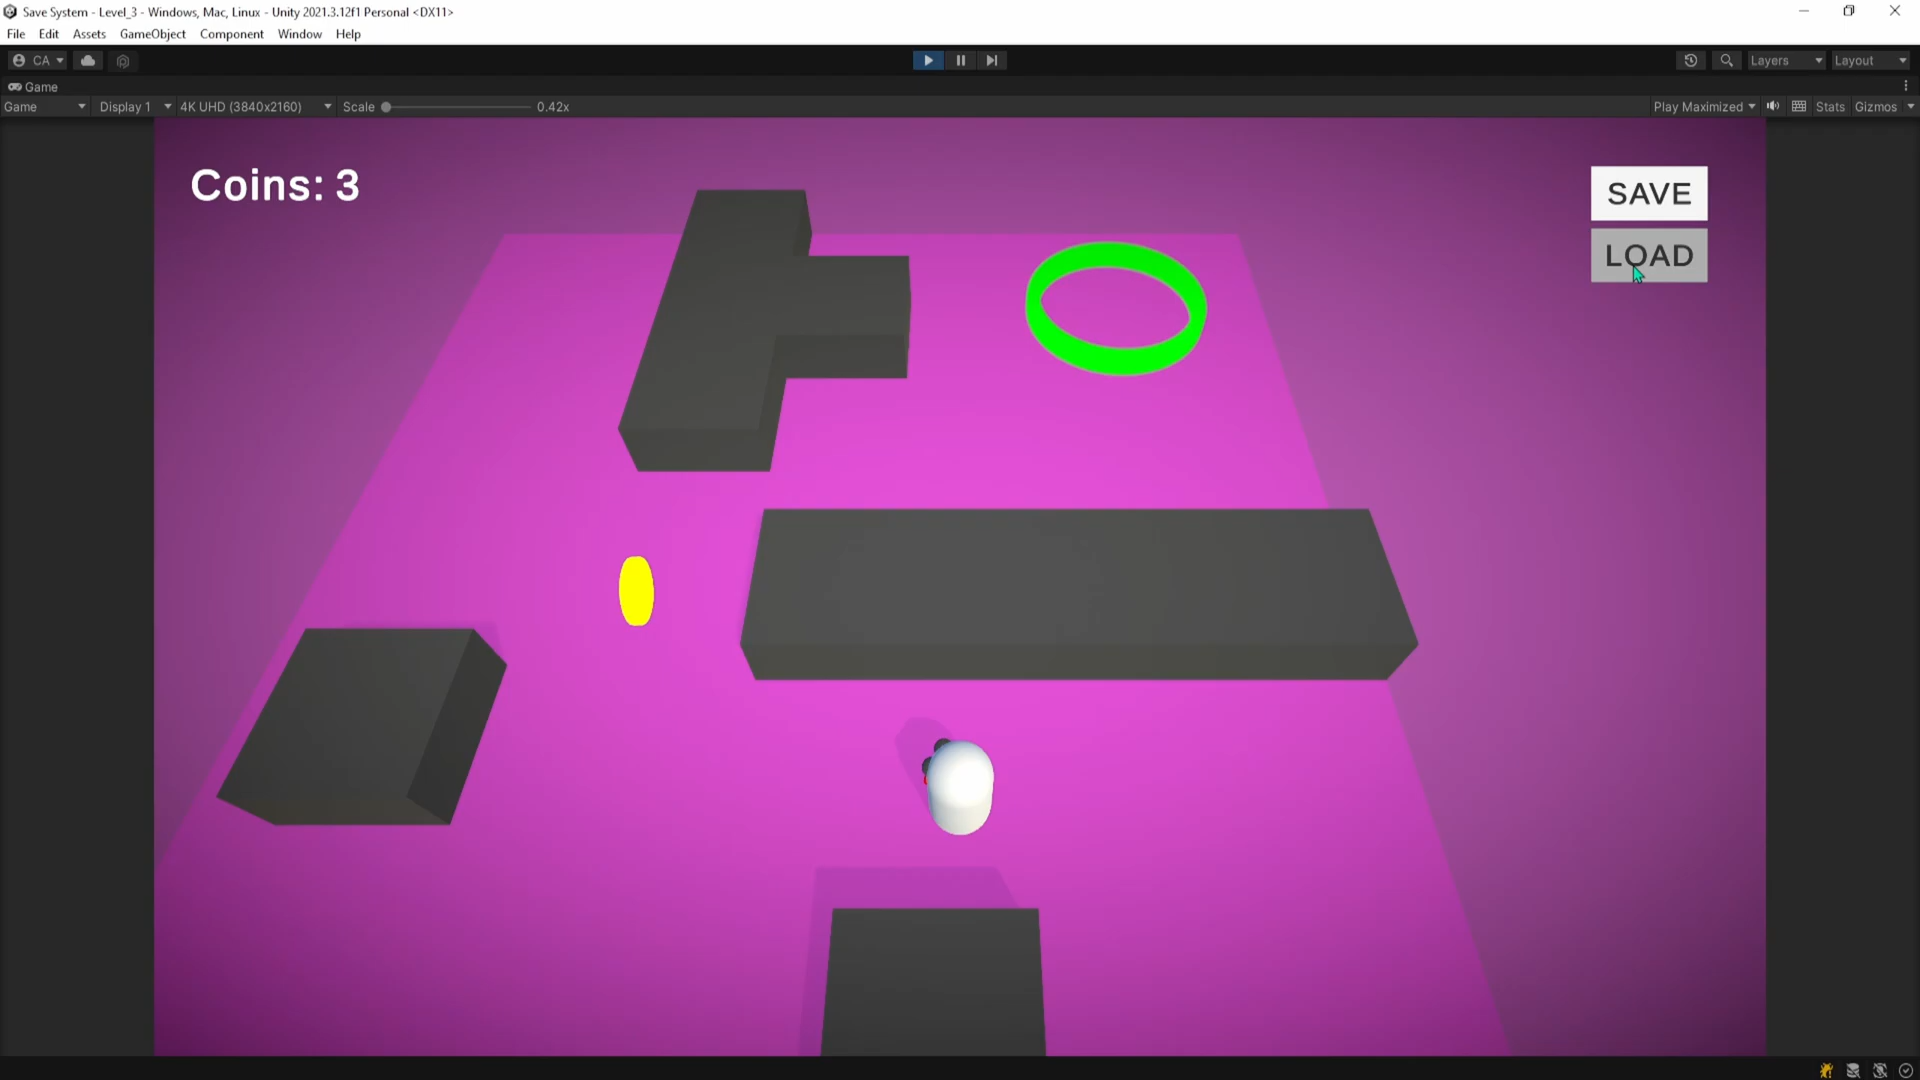 Save System - Level_3 - Windows, Mac, Linux - Unity 2021.3.12f1 Personal <DX11>
File Edit Assets GameObject Component Window Help
CA Layers Layout
Game
Game Display 1 4K UHD (3840x2160) Scale 0.42x Play Maximized Stats Gizmos
Coins: 3
SAVE
LOAD